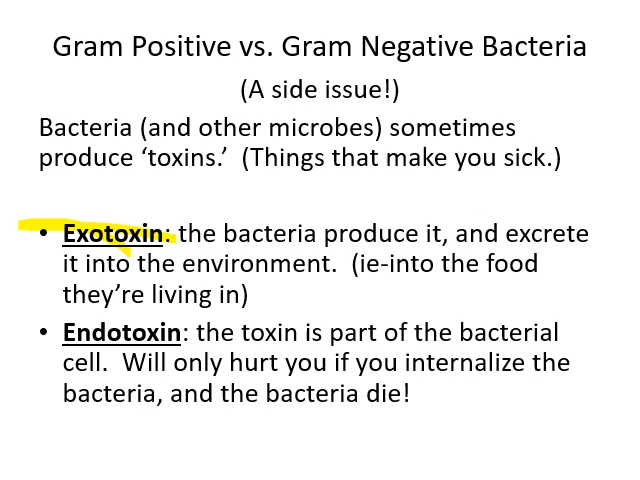 Gram Positive vs. Gram Negative Bacteria
(A side issue!)
Bacteria (and other microbes) sometimes
produce ‘toxins.’  (Things that make you sick.)
• Exotoxin: the bacteria produce it, and excrete
it into the environment.  (ie-into the food
they’re living in)
• Endotoxin: the toxin is part of the bacterial
cell.  Will only hurt you if you internalize the
bacteria, and the bacteria die!